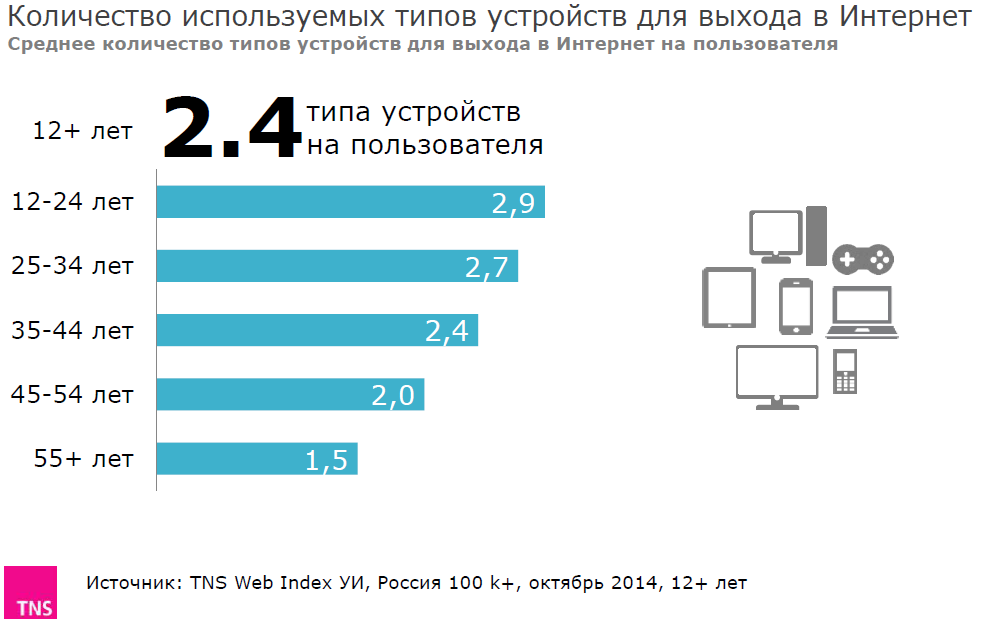 Количество используемых типов устройств для выхода в Интернет
Среднее количество типов устройств для выхода в Интернет на пользователя
12+ лет 2.4 типа устройств
на пользователя
12-24 лет 2,9
25-34 лет 2,7
35-44 лет 2,4
45-54 лет 2,0
55+ лет 1,5
TNS Источник: TNS Web Index УИ, Россия 100 k+, октябрь 2014, 12+ лет